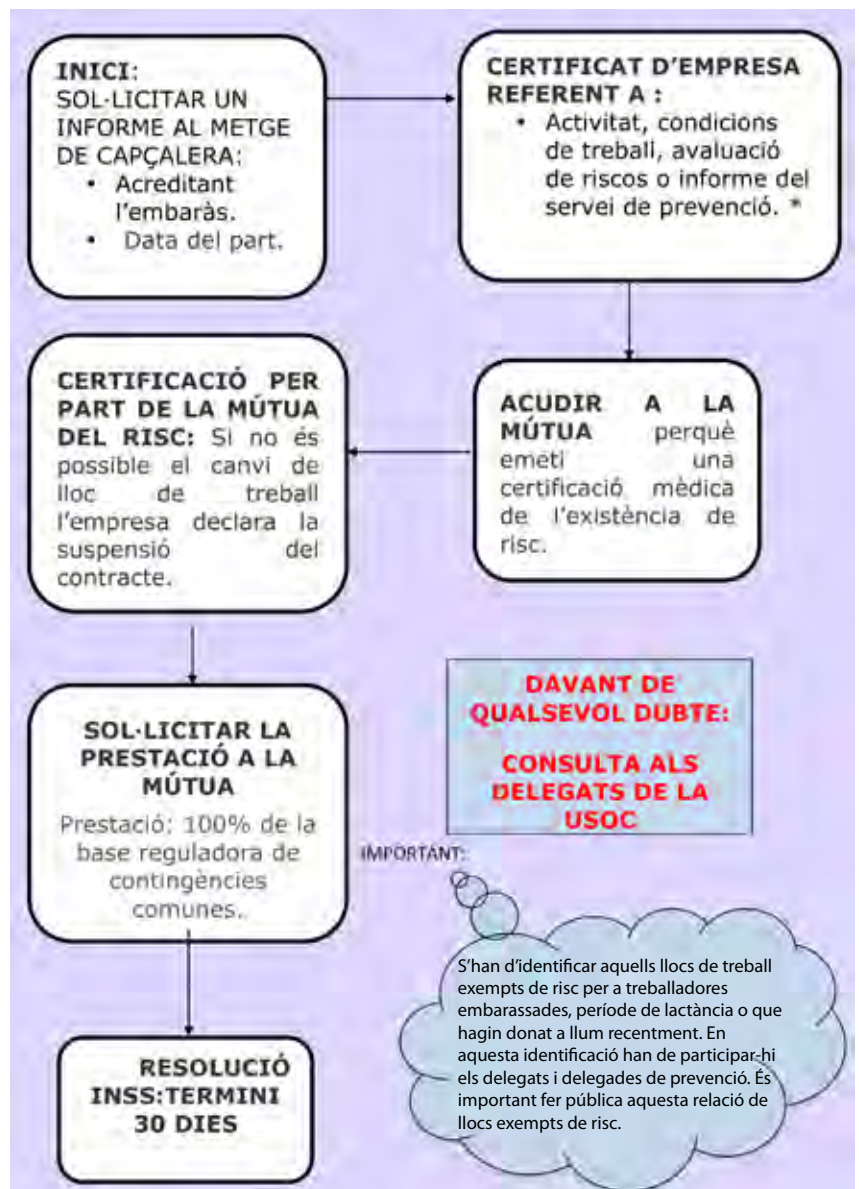 INICI:
SOL·LICITAR UN
INFORME AL METGE
DE CAPÇALERA:
• Acreditant
l'embaràs.
• Data del part.
CERTIFICAT D'EMPRESA
REFERENT A :
• Activitat, condicions
de treball, avaluació
de riscos o informe del
servei de prevenció. *
ACUDIR A LA
MÚTUA perquè
emeti una
certificació mèdica
de l'existència de
risc.
CERTIFICACIÓ PER
PART DE LA MÚTUA
DEL RISC: Si no és
possible el canvi de
lloc de treball
l'empresa declara la
suspensió del
contracte.
SOL·LICITAR LA
PRESTACIÓ A LA
MÚTUA
Prestació: 100% de la
base reguladora de
contingències
comunes.
RESOLUCIÓ
INSS:TERMINI
30 DIES
DAVANT DE
QUALSEVOL DUBTE:
CONSULTA ALS
DELEGATS DE LA
USOC
IMPORTANT:
S'han d'identificar aquells llocs de treball
exempts de risc per a treballadores
embarassades, període de lactància o que
hagin donat a llum recentment. En
aquesta identificació han de participar-hi
els delegats i delegades de prevenció. És
important fer pública aquesta relació de
llocs exempts de risc.